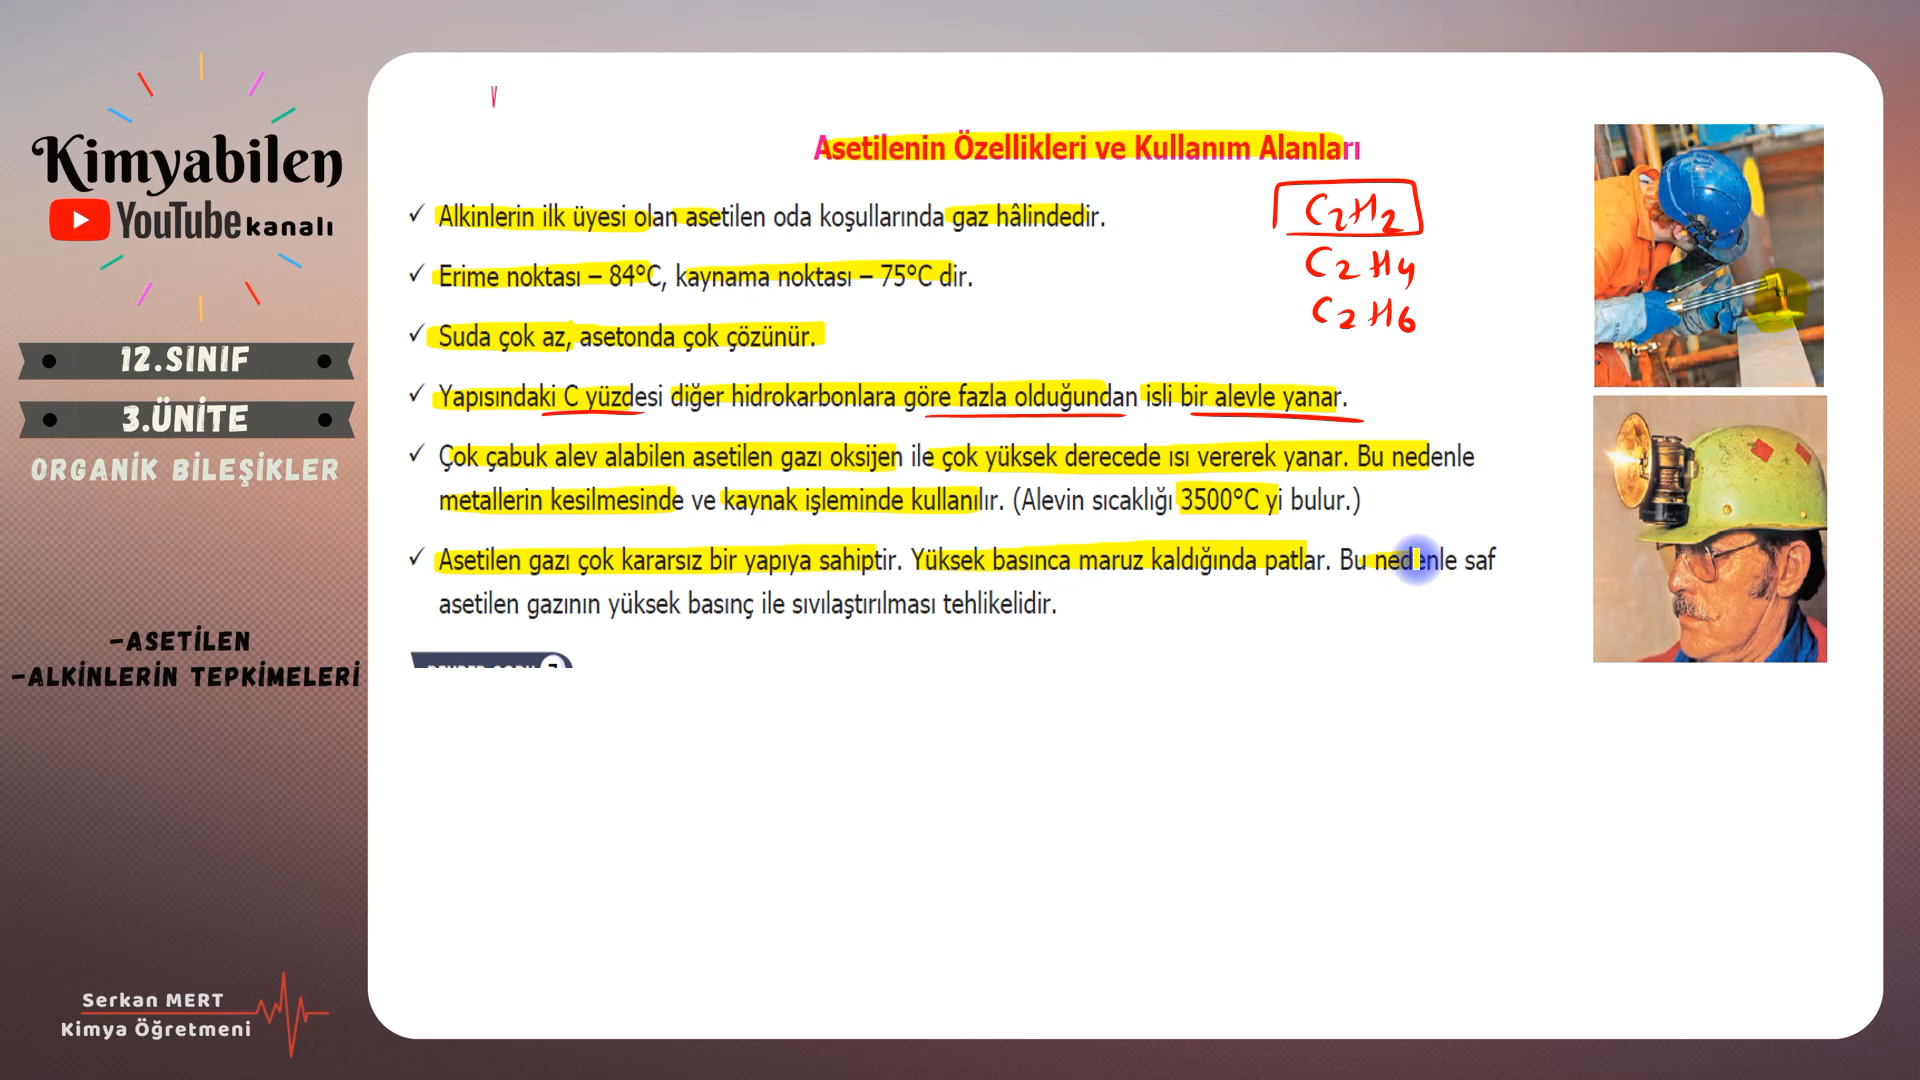 Kimyabilen
YouTube kanalı
12.SINIF
3.ÜNİTE
ORGANİK BİLEŞİKLER
-ASETİLEN
-ALKİNLERİN TEPKİMELERİ
Serkan MERT
Kimya Öğretmeni
Asetilenin Özellikleri ve Kullanım Alanları
✓ Alkinlerin ilk üyesi olan asetilen oda koşullarında gaz hâlindedir.
✓ Erime noktası – 84°C, kaynama noktası – 75°C dir.
✓ Suda çok az, asetonda çok çözünür.
✓ Yapısındaki C yüzdesi diğer hidrokarbonlara göre fazla olduğundan isli bir alevle yanar.
✓ Çok çabuk alev alabilen asetilen gazı oksijen ile çok yüksek derecede ısı vererek yanar. Bu nedenle
metallerin kesilmesinde ve kaynak işleminde kullanılır. (Alevin sıcaklığı 3500°C yi bulur.)
✓ Asetilen gazı çok kararsız bir yapıya sahiptir. Yüksek basınca maruz kaldığında patlar. Bu nedenle saf
asetilen gazının yüksek basınç ile sıvılaştırılması tehlikelidir.
C2H2
C2H4
C2H6